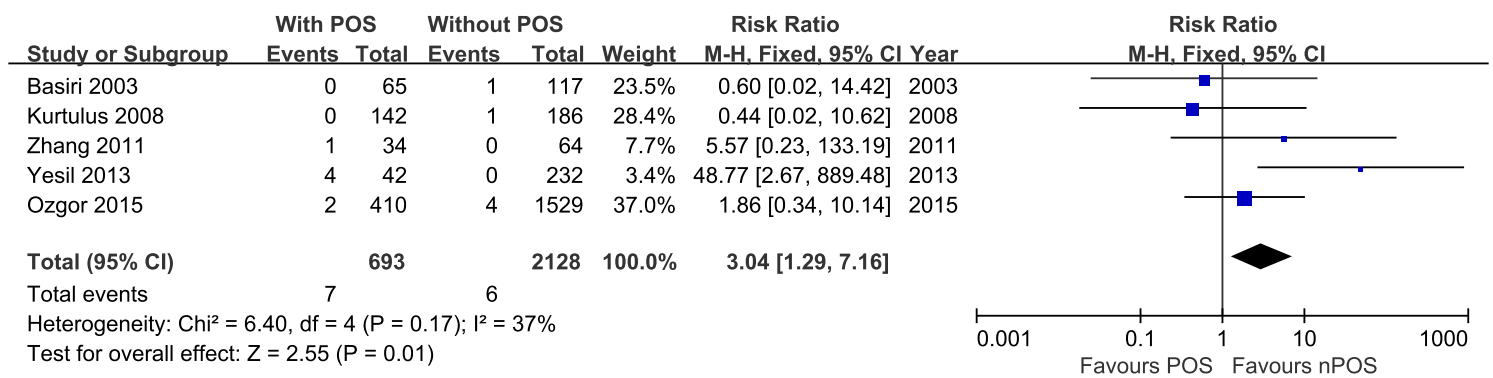 With POS Without POS Risk Ratio Risk Ratio
Study or Subgroup Events Total Events Total Weight M-H, Fixed, 95% CI Year M-H, Fixed, 95% CI
Basiri 2003 0 65 1 117 23.5% 0.60 [0.02, 14.42] 2003
Kurtulus 2008 0 142 1 186 28.4% 0.44 [0.02, 10.62] 2008
Zhang 2011 1 34 0 64 7.7% 5.57 [0.23, 133.19] 2011
Yesil 2013 4 42 0 232 3.4% 48.77 [2.67, 889.48] 2013
Ozgor 2015 2 410 4 1529 37.0% 1.86 [0.34, 10.14] 2015
Total (95% CI) 693 2128 100.0% 3.04 [1.29, 7.16]
Total events 7 6
Heterogeneity: Chi² = 6.40, df = 4 (P = 0.17); I² = 37%
Test for overall effect: Z = 2.55 (P = 0.01)
0.001 0.1 1 10 1000
Favours POS Favours nPOS